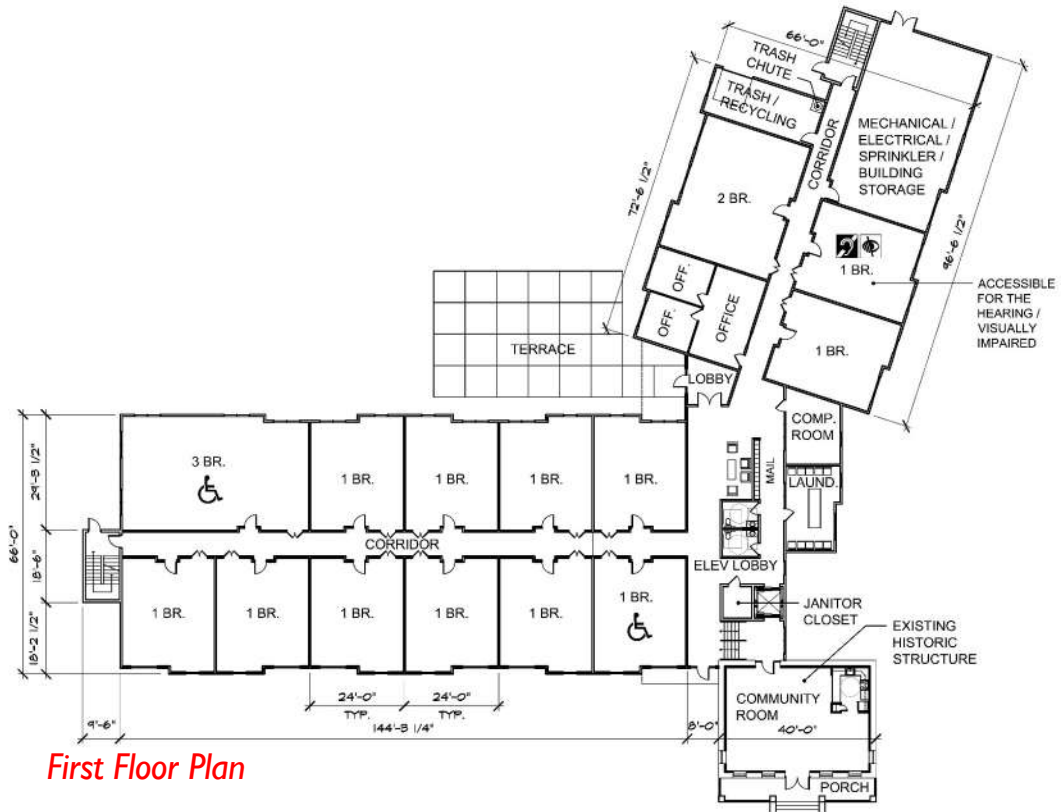 66'-0"
TRASH
CHUTE
TRASH /
RECYCLING
CORRIDOR
MECHANICAL /
ELECTRICAL /
SPRINKLER /
BUILDING
STORAGE
72'-6 1/2"
2 BR.
96'-6 1/2"
1 BR.
ACCESSIBLE
FOR THE
HEARING /
VISUALLY
IMPAIRED
OFF.
OFF.
OFFICE
1 BR.
TERRACE
LOBBY
COMP.
ROOM
MAIL
LAUND.
29'-3 1/2"
3 BR.
1 BR.
1 BR.
1 BR.
1 BR.
66'-0"
18'-6"
CORRIDOR
ELEV LOBBY
18'-2 1/2"
1 BR.
1 BR.
1 BR.
1 BR.
1 BR.
1 BR.
JANITOR
CLOSET
EXISTING
HISTORIC
STRUCTURE
COMMUNITY
ROOM
24'-0"
TYP.
24'-0"
TYP.
9'-6"
144'-3 1/4"
8'-0"
40'-0"
PORCH
First Floor Plan